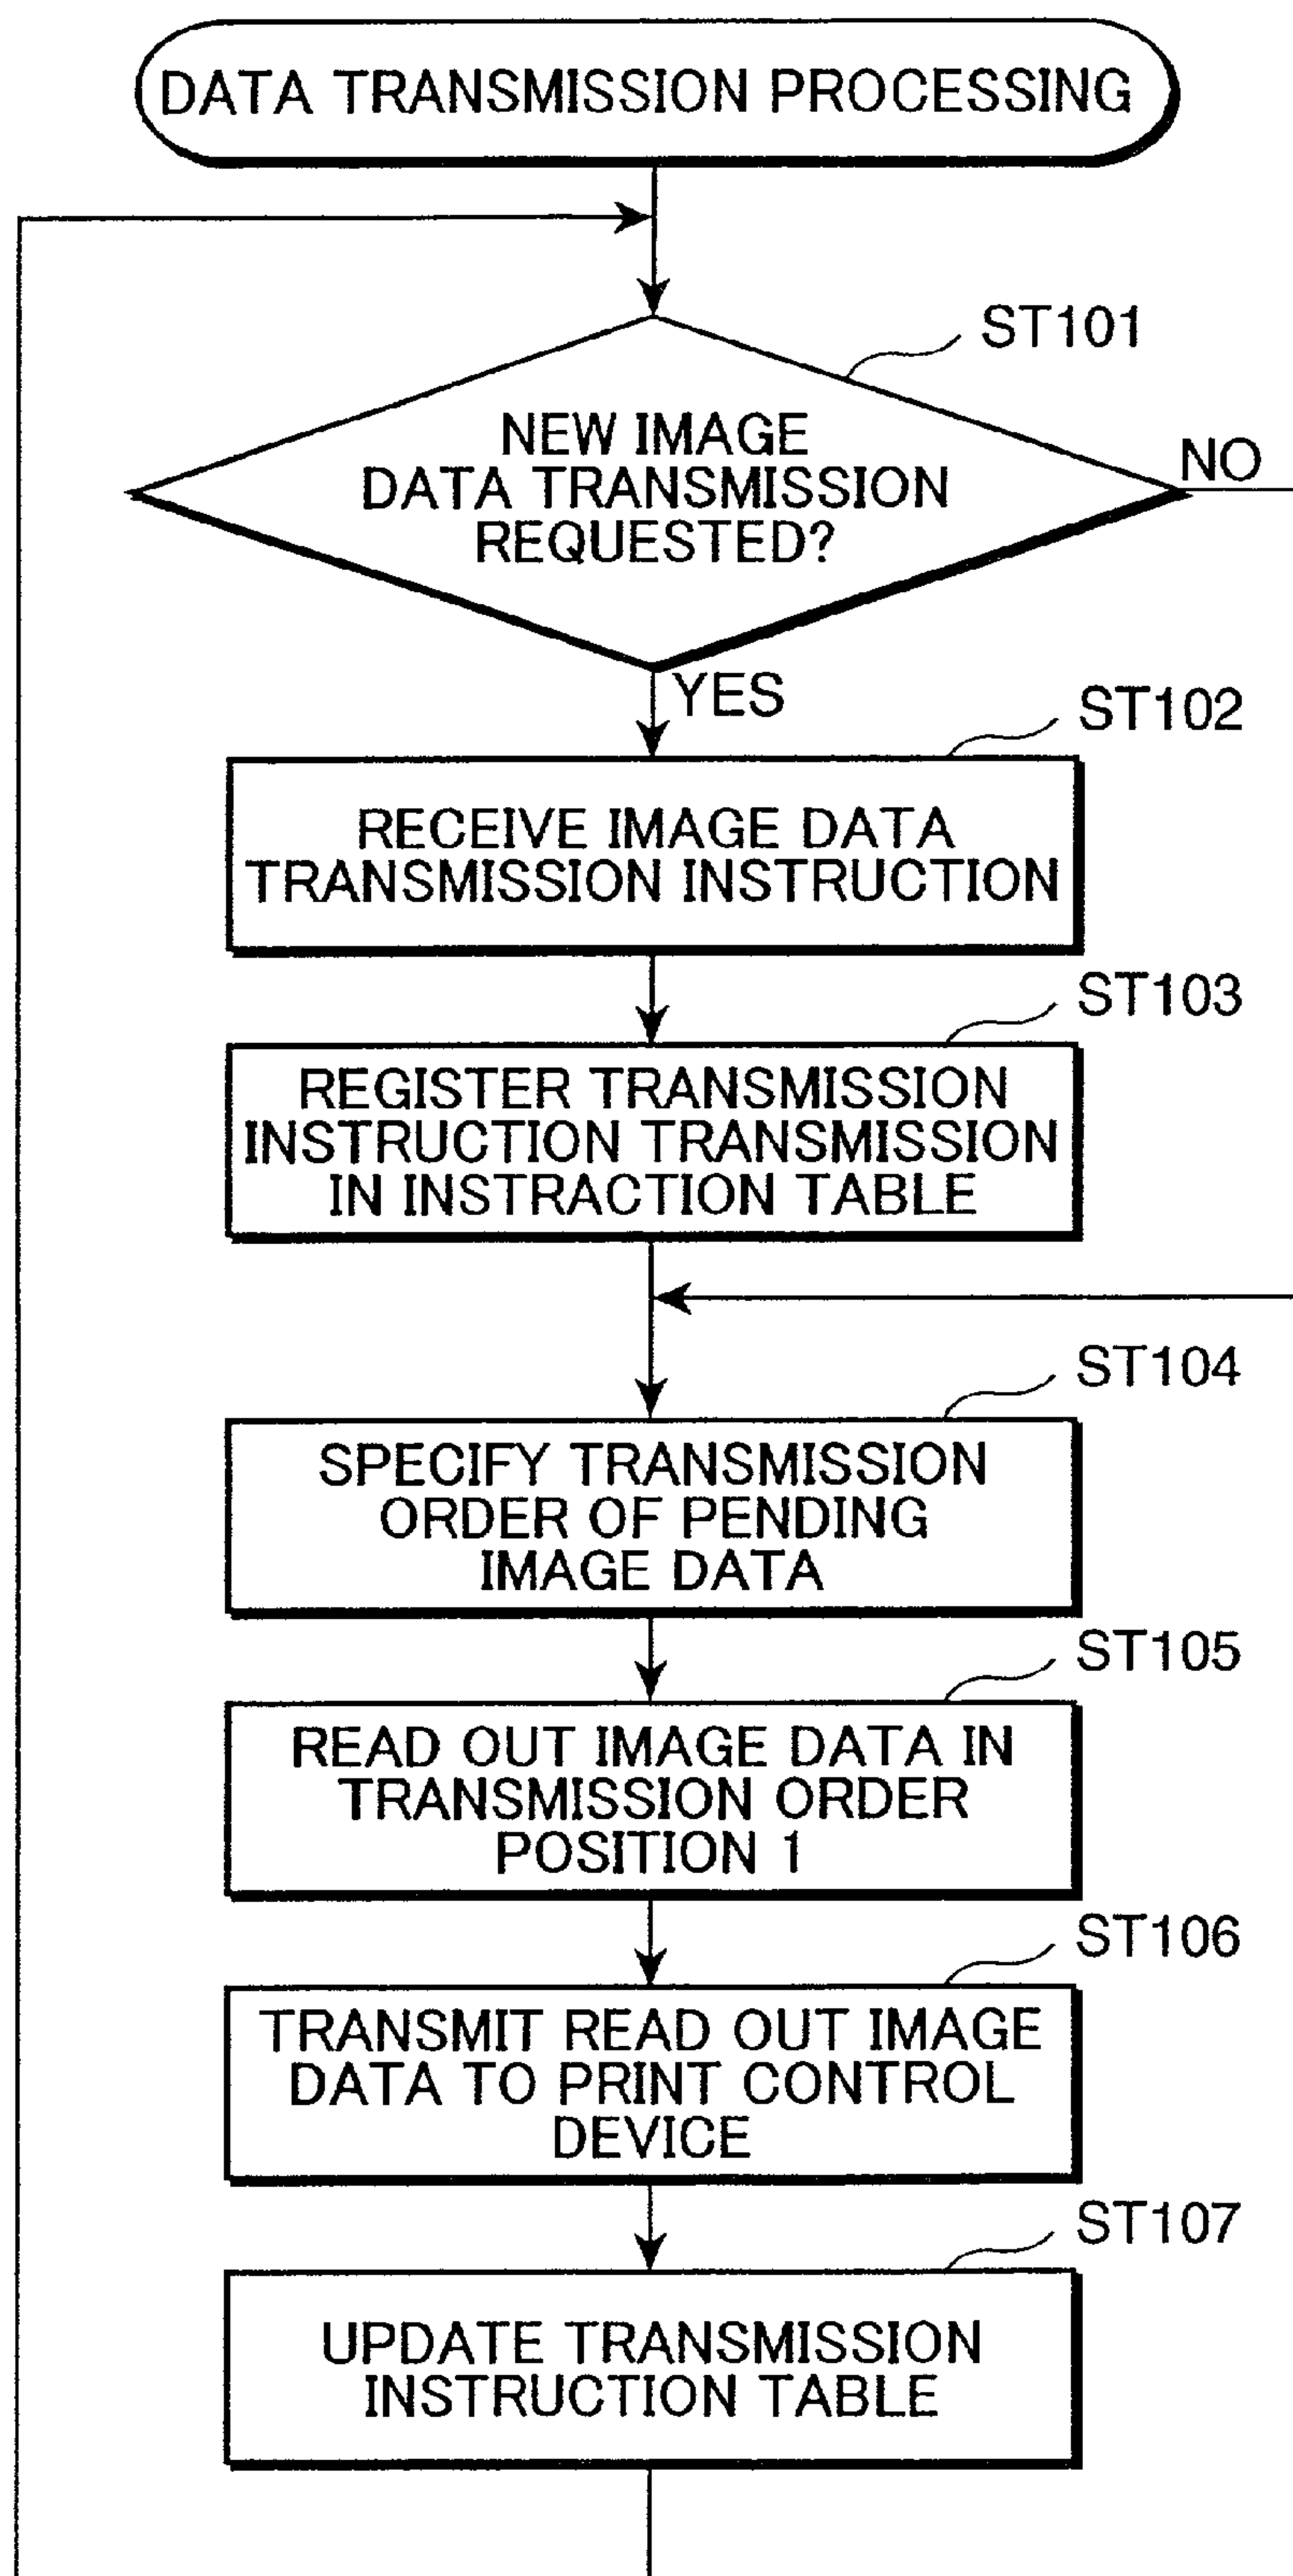 DATA TRANSMISSION PROCESSING
ST101
NEW IMAGE
DATA TRANSMISSION
REQUESTED?
NO
YES
ST102
RECEIVE IMAGE DATA
TRANSMISSION INSTRUCTION
ST103
REGISTER TRANSMISSION
INSTRUCTION TRANSMISSION
IN INSTRACTION TABLE
ST104
SPECIFY TRANSMISSION
ORDER OF PENDING
IMAGE DATA
ST105
READ OUT IMAGE DATA IN
TRANSMISSION ORDER
POSITION 1
ST106
TRANSMIT READ OUT IMAGE
DATA TO PRINT CONTROL
DEVICE
ST107
UPDATE TRANSMISSION
INSTRUCTION TABLE